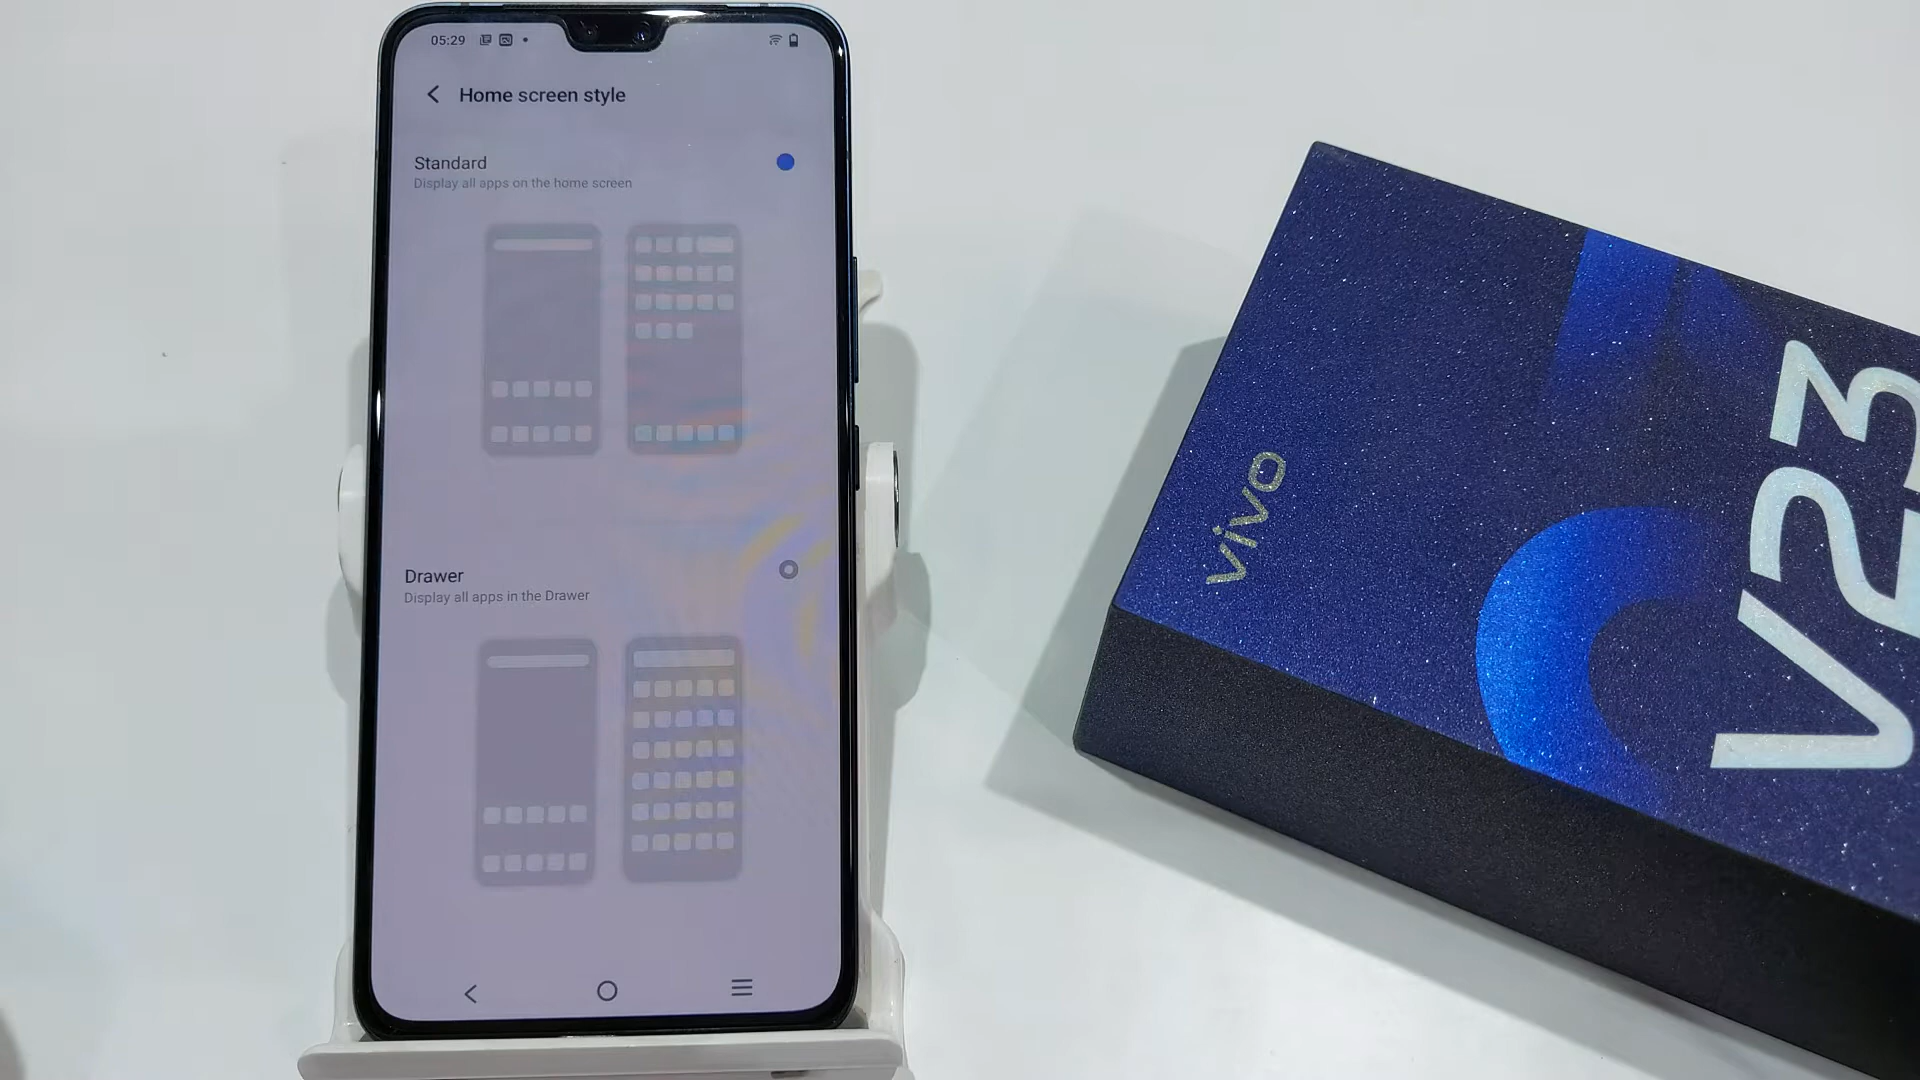 05:29
Home screen style
Standard
Display all apps on the home screen
Drawer
Display all apps in the Drawer
vivo
V23